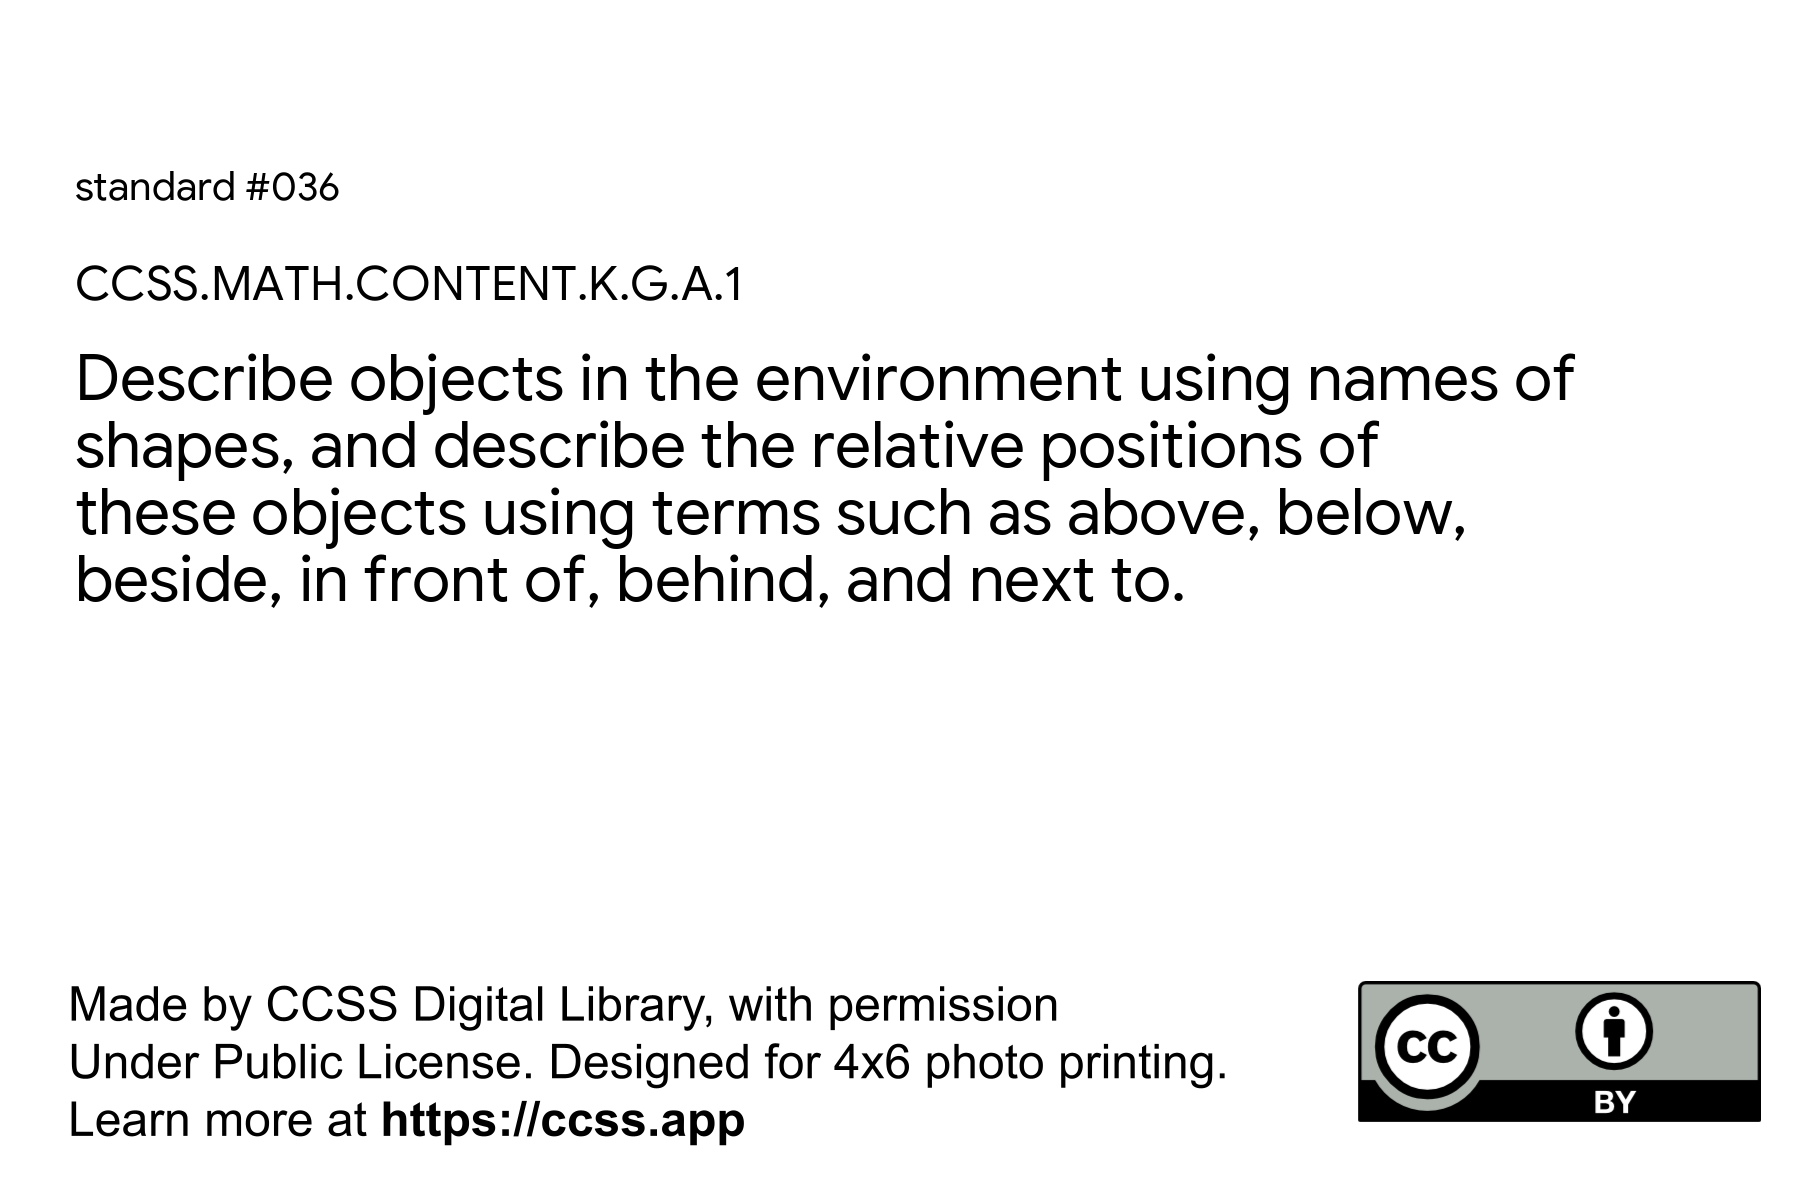 standard #036
CCSS.MATH.CONTENT.K.G.A.1
Describe objects in the environment using names of
shapes, and describe the relative positions of
these objects using terms such as above, below,
beside, in front of, behind, and next to.
Made by CCSS Digital Library, with permission
Under Public License. Designed for 4x6 photo printing.
Learn more at https://ccss.app
CC
BY